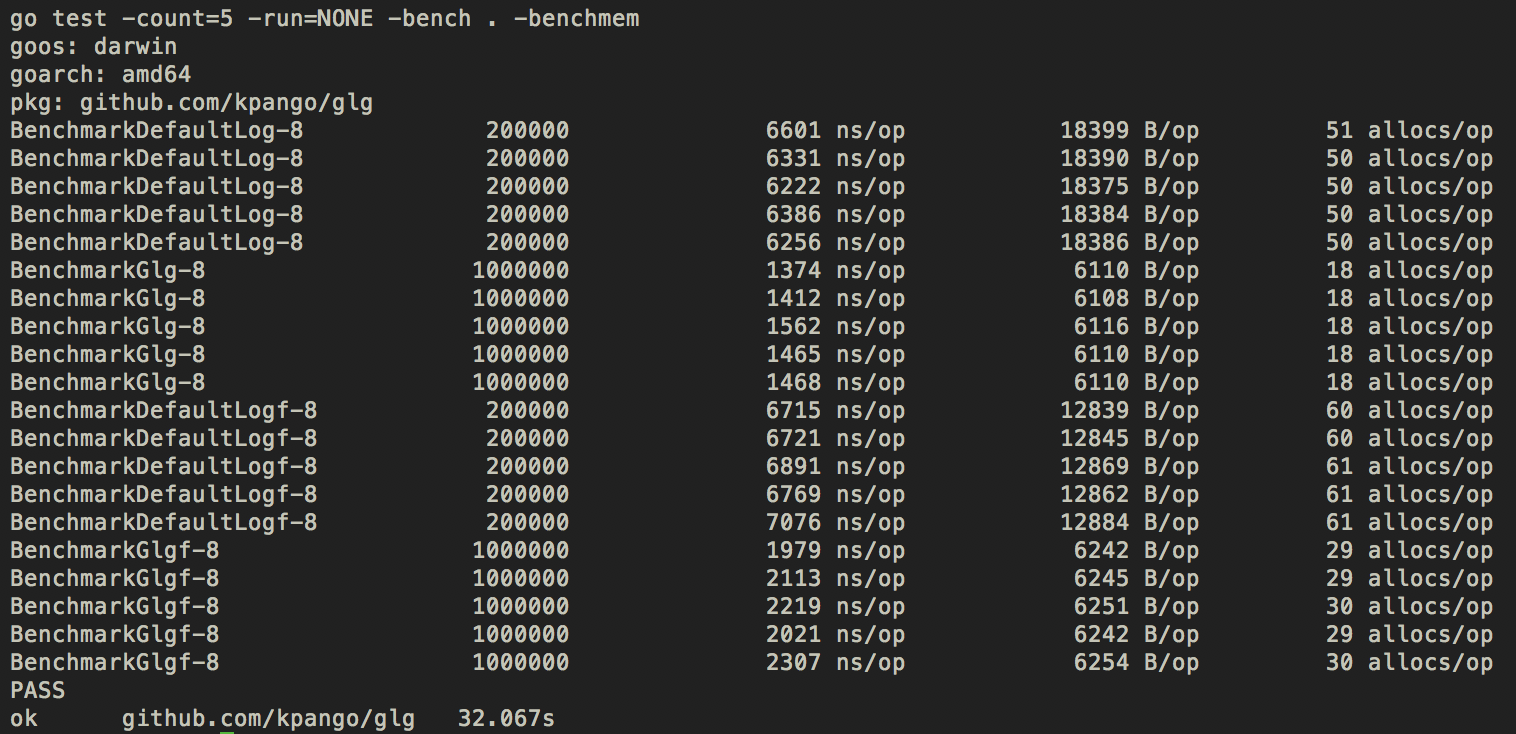 go test -count=5 -run=NONE -bench . -benchmem
goos: darwin
goarch: amd64
pkg: github.com/kpango/glg
BenchmarkDefaultLog-8 200000 6601 ns/op 18399 B/op 51 allocs/op
BenchmarkDefaultLog-8 200000 6331 ns/op 18390 B/op 50 allocs/op
BenchmarkDefaultLog-8 200000 6222 ns/op 18375 B/op 50 allocs/op
BenchmarkDefaultLog-8 200000 6386 ns/op 18384 B/op 50 allocs/op
BenchmarkDefaultLog-8 200000 6256 ns/op 18386 B/op 50 allocs/op
BenchmarkGlg-8 1000000 1374 ns/op 6110 B/op 18 allocs/op
BenchmarkGlg-8 1000000 1412 ns/op 6108 B/op 18 allocs/op
BenchmarkGlg-8 1000000 1562 ns/op 6116 B/op 18 allocs/op
BenchmarkGlg-8 1000000 1465 ns/op 6110 B/op 18 allocs/op
BenchmarkGlg-8 1000000 1468 ns/op 6110 B/op 18 allocs/op
BenchmarkDefaultLogf-8 200000 6715 ns/op 12839 B/op 60 allocs/op
BenchmarkDefaultLogf-8 200000 6721 ns/op 12845 B/op 60 allocs/op
BenchmarkDefaultLogf-8 200000 6891 ns/op 12869 B/op 61 allocs/op
BenchmarkDefaultLogf-8 200000 6769 ns/op 12862 B/op 61 allocs/op
BenchmarkDefaultLogf-8 200000 7076 ns/op 12884 B/op 61 allocs/op
BenchmarkGlgf-8 1000000 1979 ns/op 6242 B/op 29 allocs/op
BenchmarkGlgf-8 1000000 2113 ns/op 6245 B/op 29 allocs/op
BenchmarkGlgf-8 1000000 2219 ns/op 6251 B/op 30 allocs/op
BenchmarkGlgf-8 1000000 2021 ns/op 6242 B/op 29 allocs/op
BenchmarkGlgf-8 1000000 2307 ns/op 6254 B/op 30 allocs/op
PASS
ok github.com/kpango/glg 32.067s